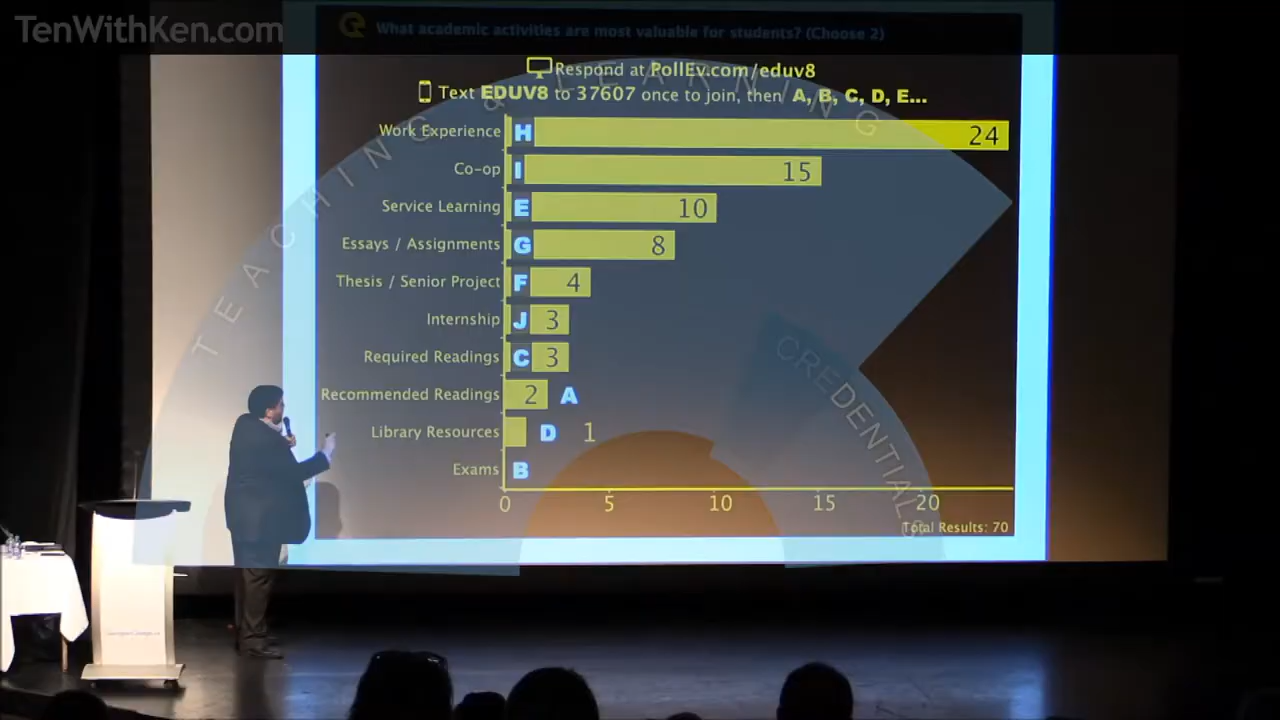 TenWithKen.com
What academic activities are most valuable for students? (Choose 2)
Respond at PollEv.com/eduv8
Text EDUV8 to 37607 once to join, then A, B, C, D, E...
TEACHING & LEARNING
Work Experience H 24
Co-op I 15
Service Learning E 10
Essays / Assignments G 8
Thesis / Senior Project F 4
Internship J 3
Required Readings C 3
Recommended Readings 2 A
Library Resources D 1
Exams B
0 5 10 15 20
Total Results: 70
CREDENTIALS